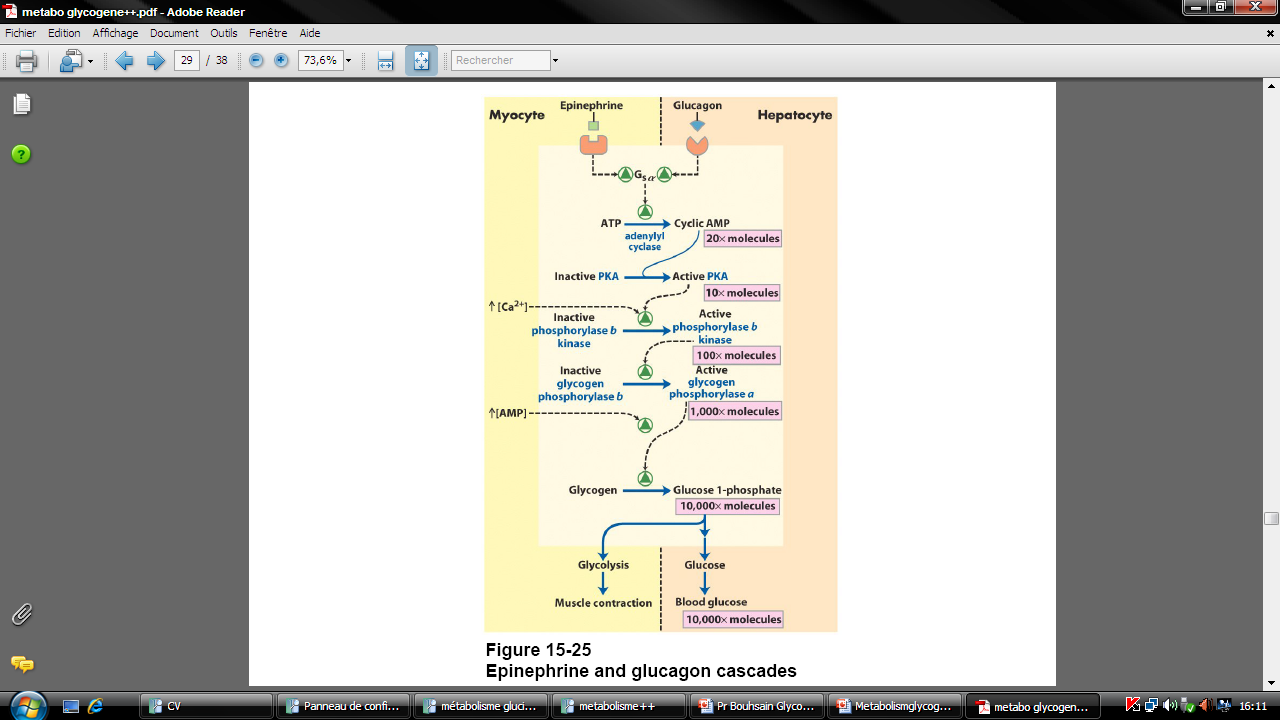 metabo glycogene++.pdf - Adobe Reader
Fichier Edition Affichage Document Outils Fenêtre Aide
29 / 38 73,6% Rechercher
Epinephrine Glucagon
Myocyte Hepatocyte
Gsα
ATP Cyclic AMP
adenylyl
cyclase
20× molecules
Inactive PKA Active PKA
10× molecules
↑[Ca2+]
Inactive
phosphorylase b
kinase
Active
phosphorylase b
kinase
100× molecules
Inactive
glycogen
phosphorylase b
Active
glycogen
phosphorylase a
1,000× molecules
↑[AMP]
Glycogen Glucose 1-phosphate
10,000× molecules
Glycolysis Glucose
Muscle contraction Blood glucose
10,000× molecules
Figure 15-25
Epinephrine and glucagon cascades
CV Panneau de confi... métabolisme gluci... metabolisme++ Pr Bouhsain Glyco... Metabolismglycog... metabo glycogen... 16:11